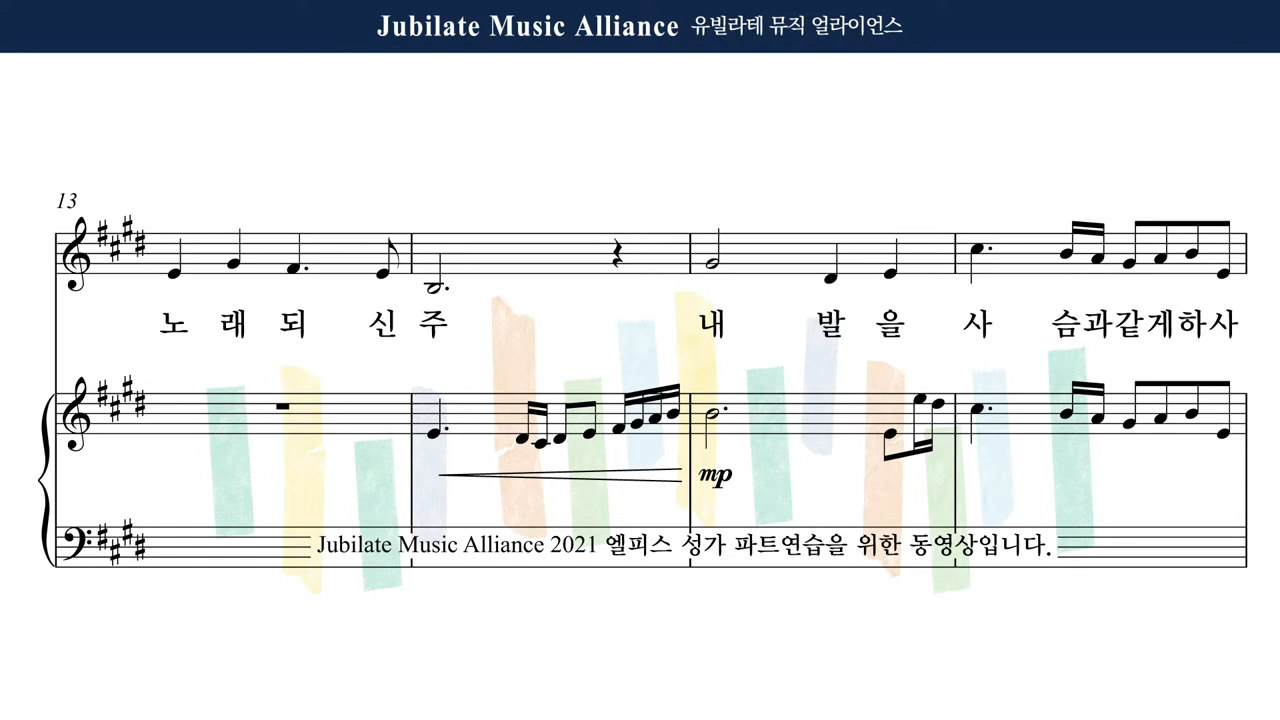 Jubilate Music Alliance 유빌라테 뮤직 얼라이언스
13
노 래 되 신 주 내 발 을 사 슴과같게하사
mp
Jubilate Music Alliance 2021 엘피스 성가 파트연습을 위한 동영상입니다.